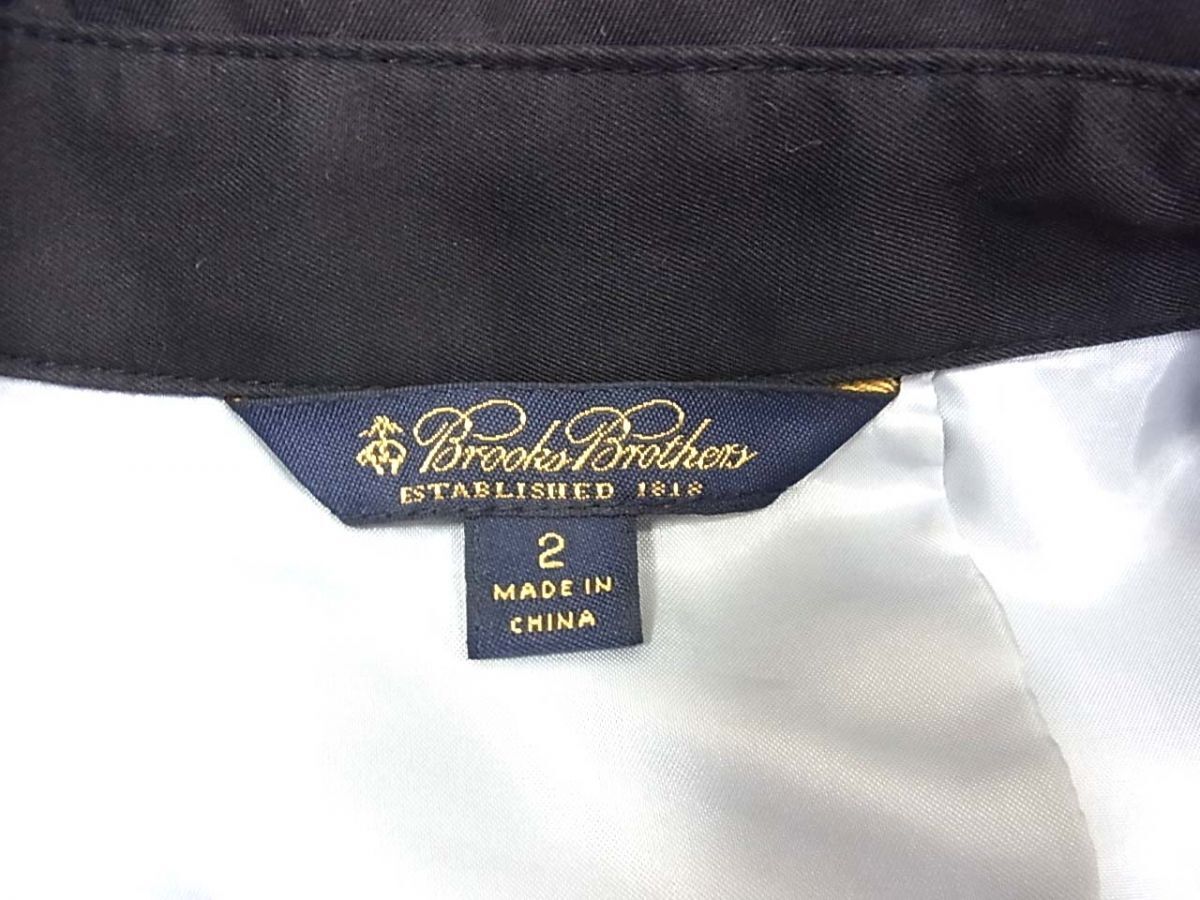 Brooks Brothers
ESTABLISHED 1818
2
MADE IN
CHINA